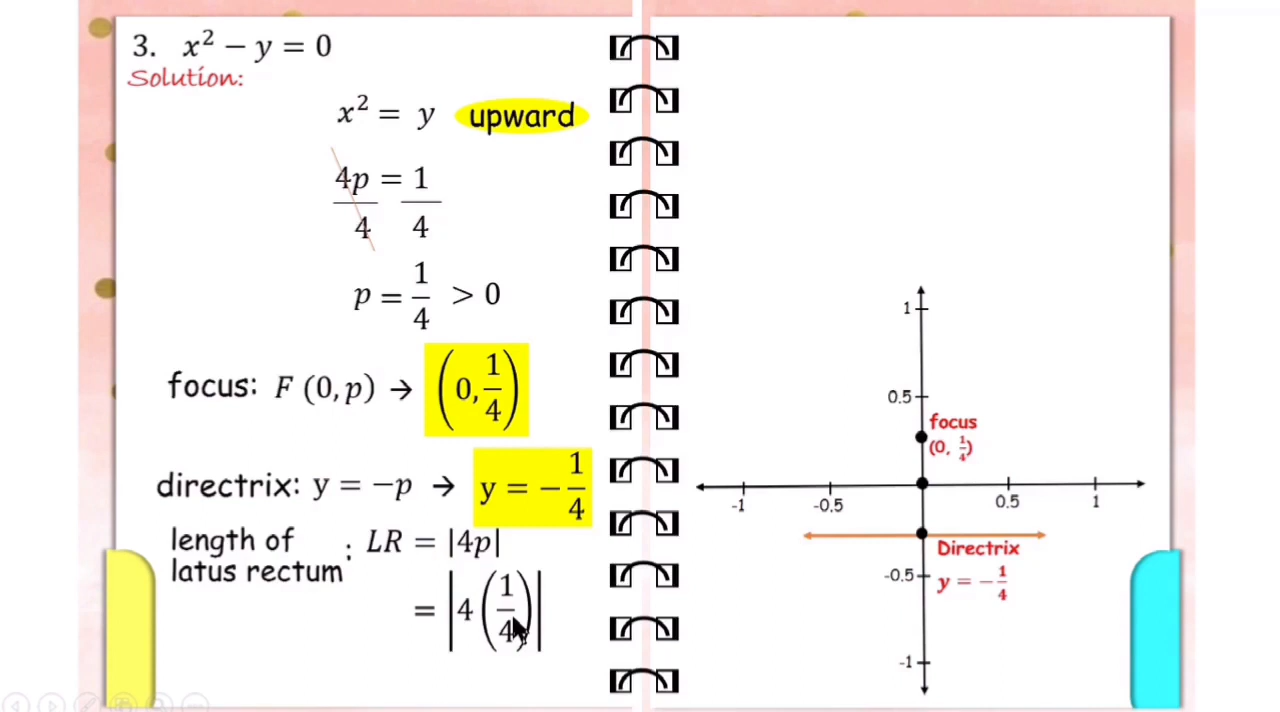 3. x² − y = 0
Solution:
x² = y upward
4p/4 = 1/4
p = 1/4 > 0
focus: F (0, p) → (0, 1/4)
directrix: y = −p → y = −1/4
length of
latus rectum : LR = |4p|
= |4(1/4)|
1
0.5
focus
(0, 1/4)
-1
-0.5
0.5
1
Directrix
y = −1/4
-0.5
-1